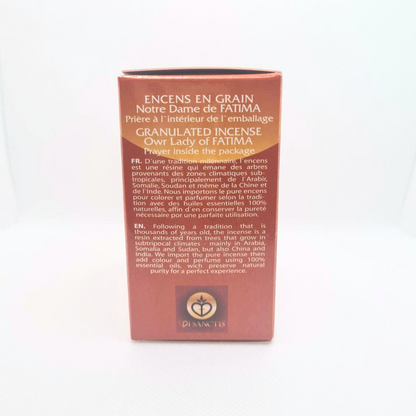 ENCENS EN GRAIN
Notre Dame de FATIMA
Prière à l'intérieur de l'emballage
GRANULATED INCENSE
Owr Lady of FATIMA
Prayer inside the package
FR. D'une tradition millénnaire, l'encens
est une résine qui émane des arbres
provenants des zones climatiques sub-
tropicales, principalement de l'Arabie,
Somalie, Soudan et même de la Chine et
de l'Inde. Nous importons le pure encens
pour colorer et parfumer selon la tradi-
tion avec des huiles essentielles 100%
naturelles, affin d'en conserver la pureté
nécessaire por une parfaite utilisation.
EN. Following a tradition that is
thousands of years old, the incense is a
resin extracted from trees that grow in
subtripocal climates - mainly in Arabia,
Somalia and Sudan, but also China and
India. We import the pure incense then
add colour and perfume using 100%
essential oils, wich preserve natural
purity for a perfect experience.
DI SANCTIS